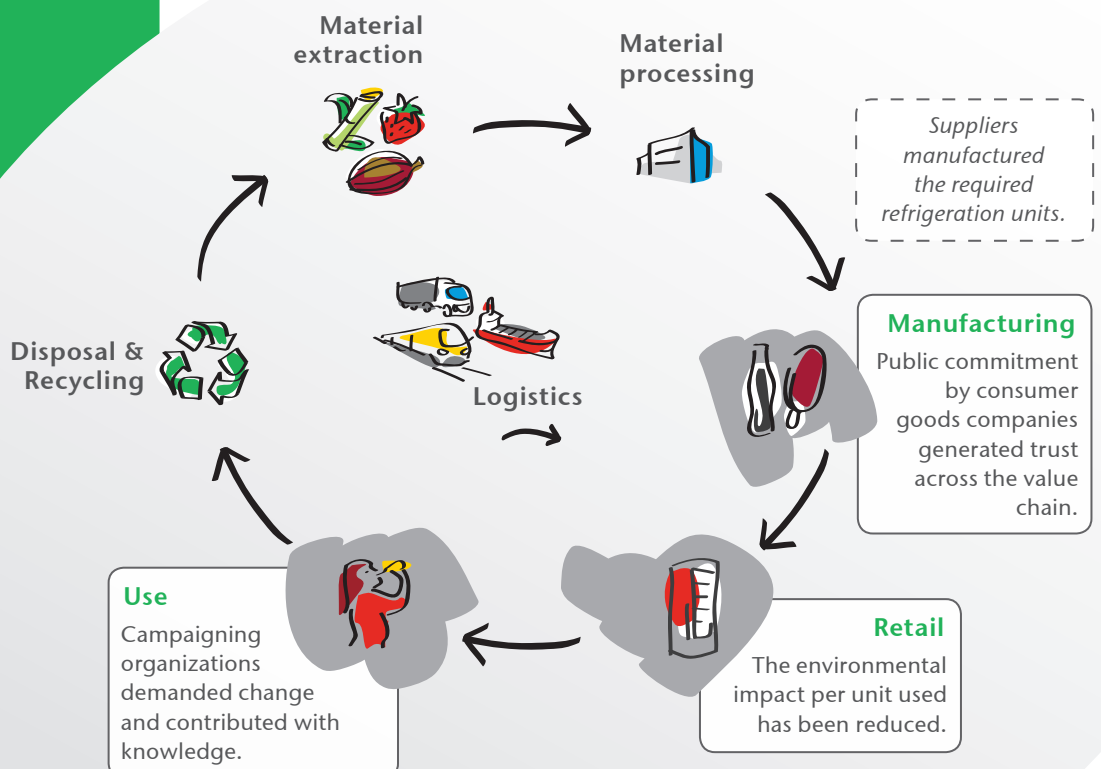 Material
extraction
Material
processing
Suppliers
manufactured
the required
refrigeration units.
Manufacturing
Public commitment
by consumer
goods companies
generated trust
across the value
chain.
Disposal &
Recycling
Logistics
Use
Campaigning
organizations
demanded change
and contributed with
knowledge.
Retail
The environmental
impact per unit used
has been reduced.